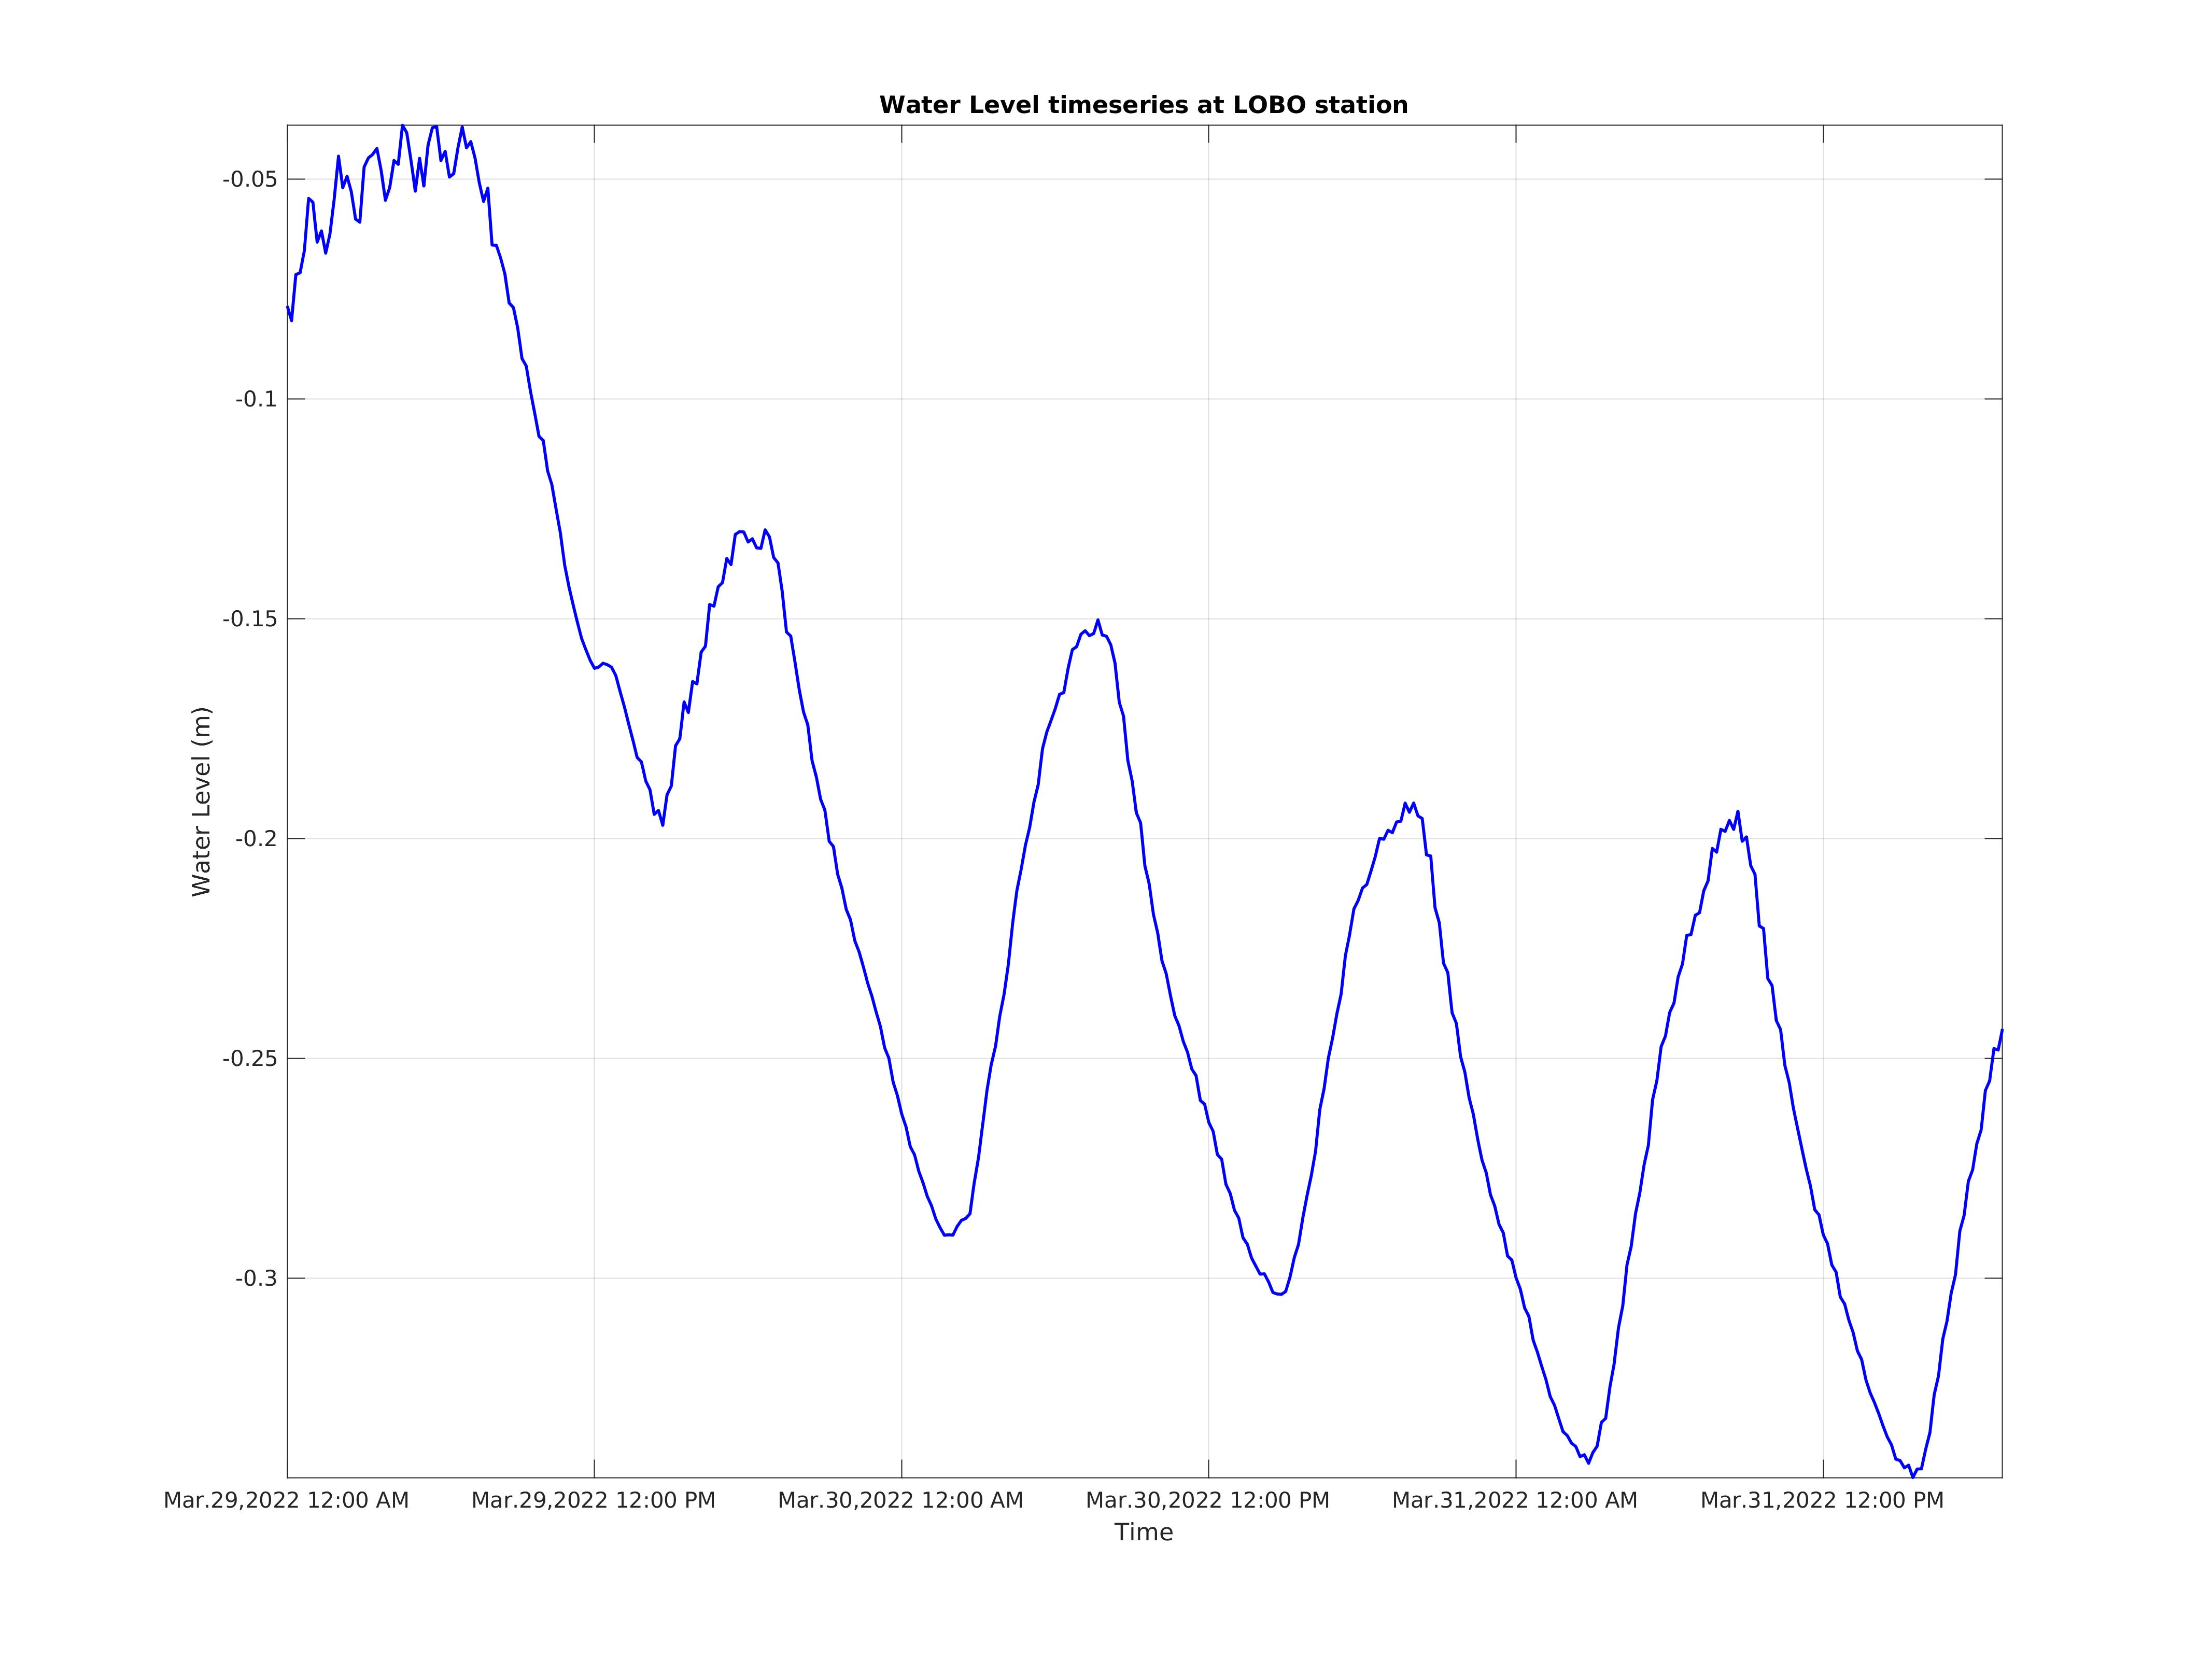 Water Level timeseries at LOBO station
-0.05
-0.1
-0.15
-0.2
-0.25
-0.3
Water Level (m)
Mar.29,2022 12:00 AM
Mar.29,2022 12:00 PM
Mar.30,2022 12:00 AM
Mar.30,2022 12:00 PM
Mar.31,2022 12:00 AM
Mar.31,2022 12:00 PM
Time